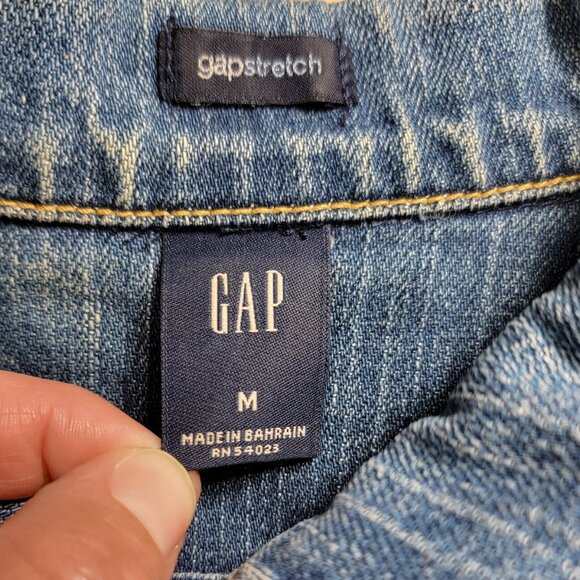 gapstretch
GAP
M
MADE IN BAHRAIN
RN 54023